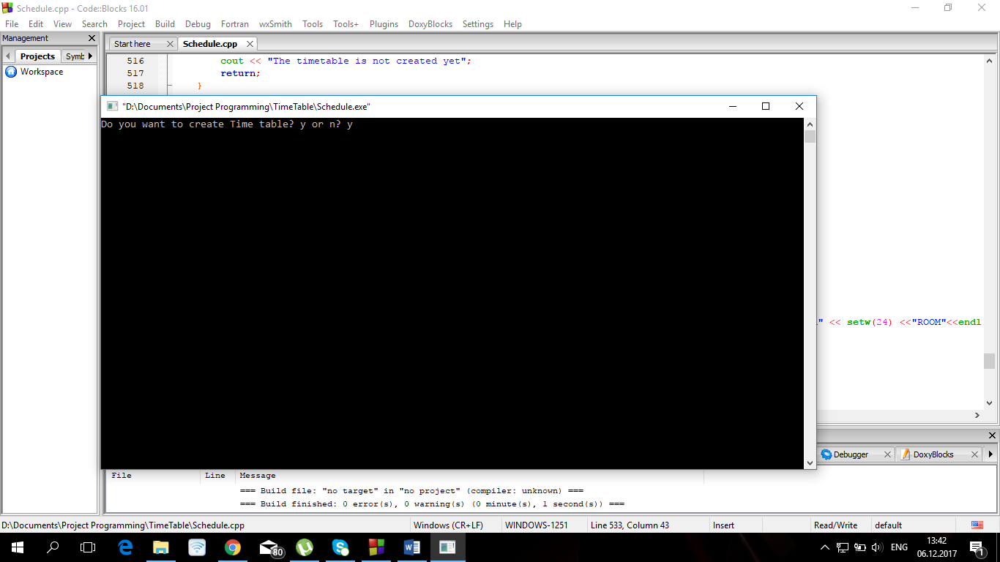 Schedule.cpp - Code::Blocks 16.01
File Edit View Search Project Build Debug Fortran wxSmith Tools Tools+ Plugins DoxyBlocks Settings Help
Management
Projects Symb
Workspace
Start here Schedule.cpp
516 cout << "The timetable is not created yet";
517 return;
518 }
"D:\Documents\Project Programming\TimeTable\Schedule.exe"
Do you want to create Time table? y or n? y
" << setw(24) <<"ROOM"<<endl
Debugger DoxyBlocks
File Line Message
=== Build file: "no target" in "no project" (compiler: unknown) ===
=== Build finished: 0 error(s), 0 warning(s) (0 minute(s), 1 second(s)) ===
D:\Documents\Project Programming\TimeTable\Schedule.cpp Windows (CR+LF) WINDOWS-1251 Line 533, Column 43 Insert Read/Write default
80
ENG
13:42
06.12.2017
1